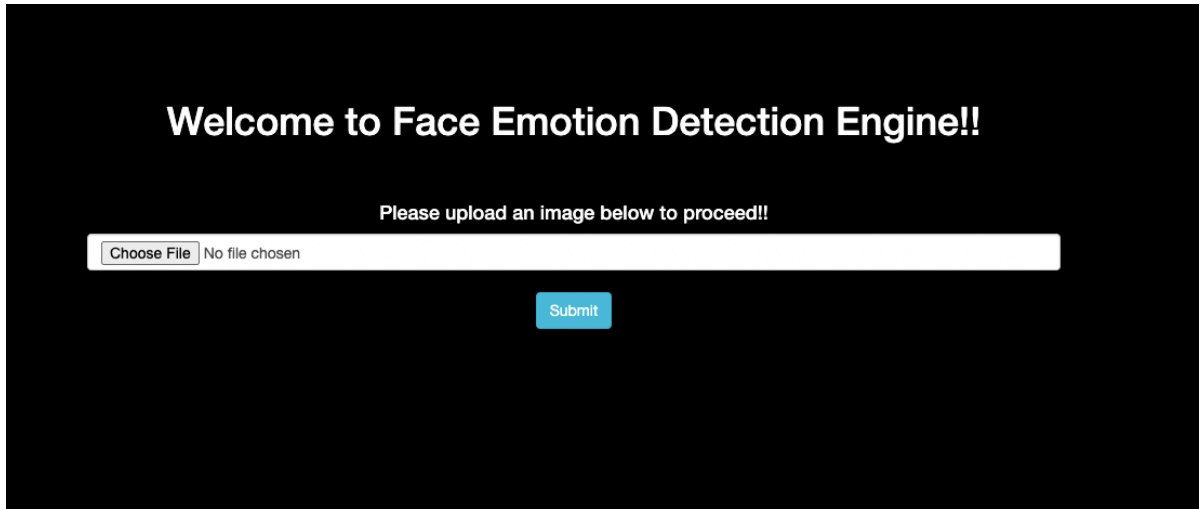 Welcome to Face Emotion Detection Engine!!
Please upload an image below to proceed!!
Choose File No file chosen
Submit